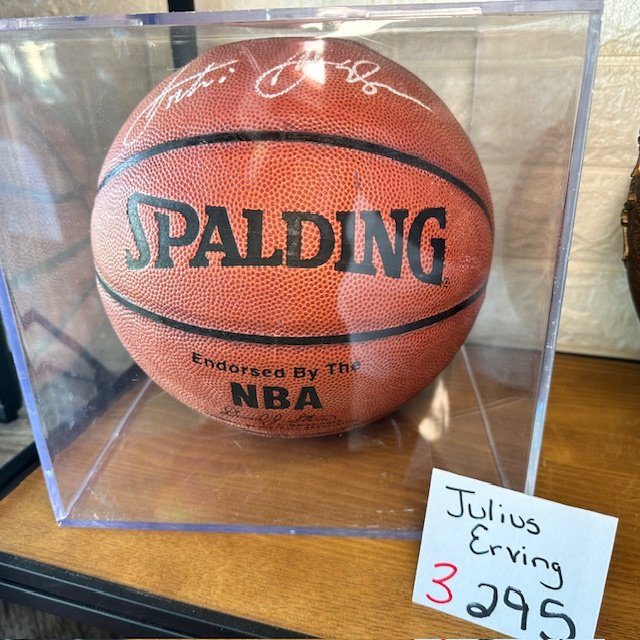 SPALDING
Endorsed By The
NBA
Julius
Erving
3 295